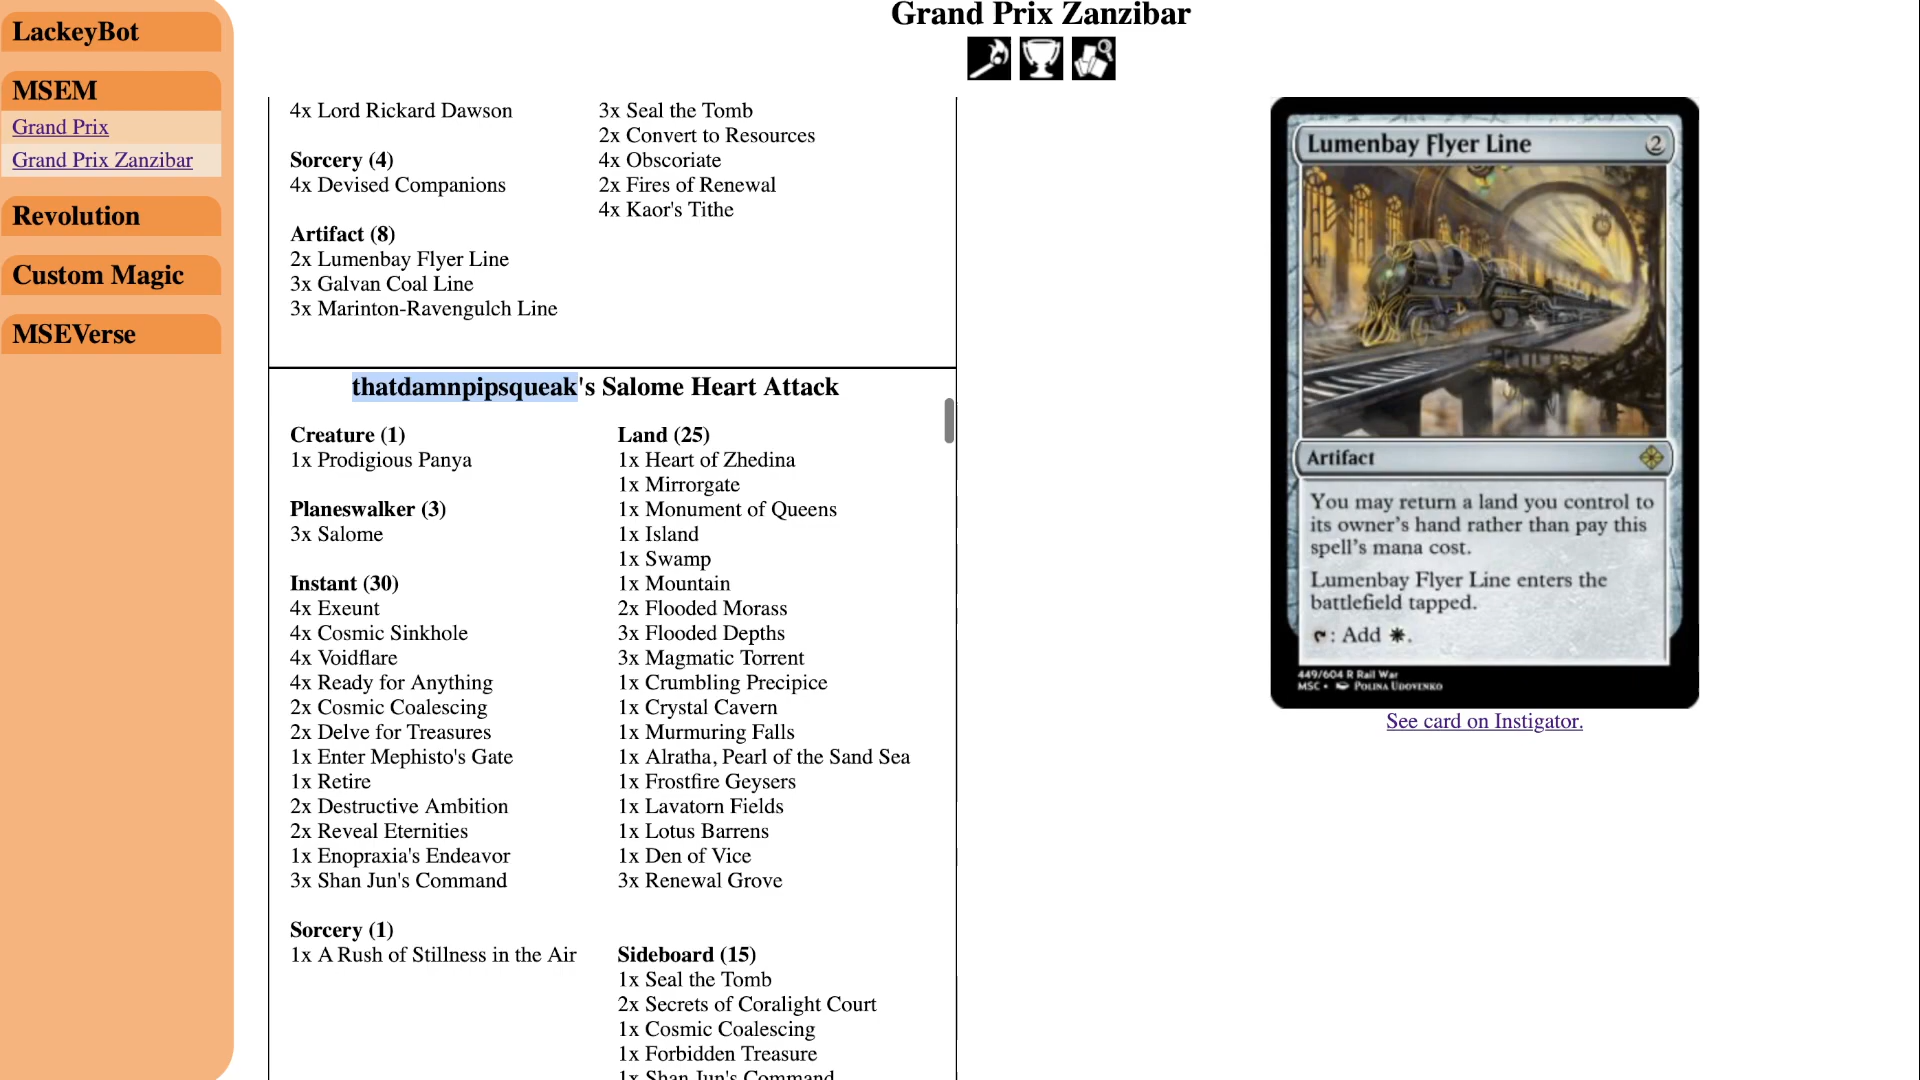 LackeyBot
MSEM
Grand Prix
Grand Prix Zanzibar
Revolution
Custom Magic
MSEVerse
Grand Prix Zanzibar
4x Lord Rickard Dawson
Sorcery (4)
4x Devised Companions
Artifact (8)
2x Lumenbay Flyer Line
3x Galvan Coal Line
3x Marinton-Ravengulch Line
3x Seal the Tomb
2x Convert to Resources
4x Obscoriate
2x Fires of Renewal
4x Kaor's Tithe
thatdamnpipsqueak's Salome Heart Attack
Creature (1)
1x Prodigious Panya
Planeswalker (3)
3x Salome
Instant (30)
4x Exeunt
4x Cosmic Sinkhole
4x Voidflare
4x Ready for Anything
2x Cosmic Coalescing
2x Delve for Treasures
1x Enter Mephisto's Gate
1x Retire
2x Destructive Ambition
2x Reveal Eternities
1x Enopraxia's Endeavor
3x Shan Jun's Command
Sorcery (1)
1x A Rush of Stillness in the Air
Land (25)
1x Heart of Zhedina
1x Mirrorgate
1x Monument of Queens
1x Island
1x Swamp
1x Mountain
2x Flooded Morass
3x Flooded Depths
3x Magmatic Torrent
1x Crumbling Precipice
1x Crystal Cavern
1x Murmuring Falls
1x Alratha, Pearl of the Sand Sea
1x Frostfire Geysers
1x Lavatorn Fields
1x Lotus Barrens
1x Den of Vice
3x Renewal Grove
Sideboard (15)
1x Seal the Tomb
2x Secrets of Coralight Court
1x Cosmic Coalescing
1x Forbidden Treasure
1x Shan Jun's Command
Lumenbay Flyer Line 2
Artifact
You may return a land you control to
its owner's hand rather than pay this
spell's mana cost.
Lumenbay Flyer Line enters the
battlefield tapped.
: Add .
449/604 R Rail War
MSC • Polina Udovenko
See card on Instigator.